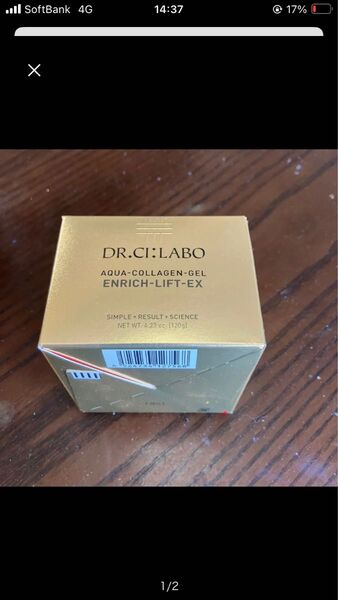 SoftBank 4G 14:37 17%
DR.CI:LABO
AQUA-COLLAGEN-GEL
ENRICH-LIFT-EX
SIMPLE + RESULT + SCIENCE
NET WT. 4.23 oz. [120g]
1/2